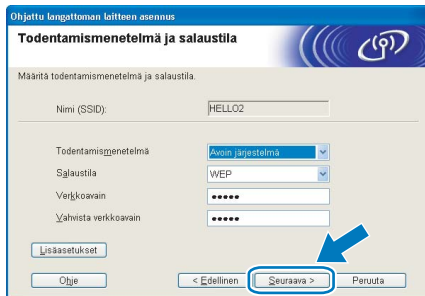 Ohjattu langattoman laitteen asennus
Todentamismenetelmä ja salaustila
Määritä todentamismenetelmä ja salaustila.
Nimi (SSID): HELLO2
Todentamismenetelmä Avoin järjestelmä
Salaustila WEP
Verkkoavain •••••
Vahvista verkkoavain •••••
Lisäasetukset
Ohje < Edellinen Seuraava > Peruuta